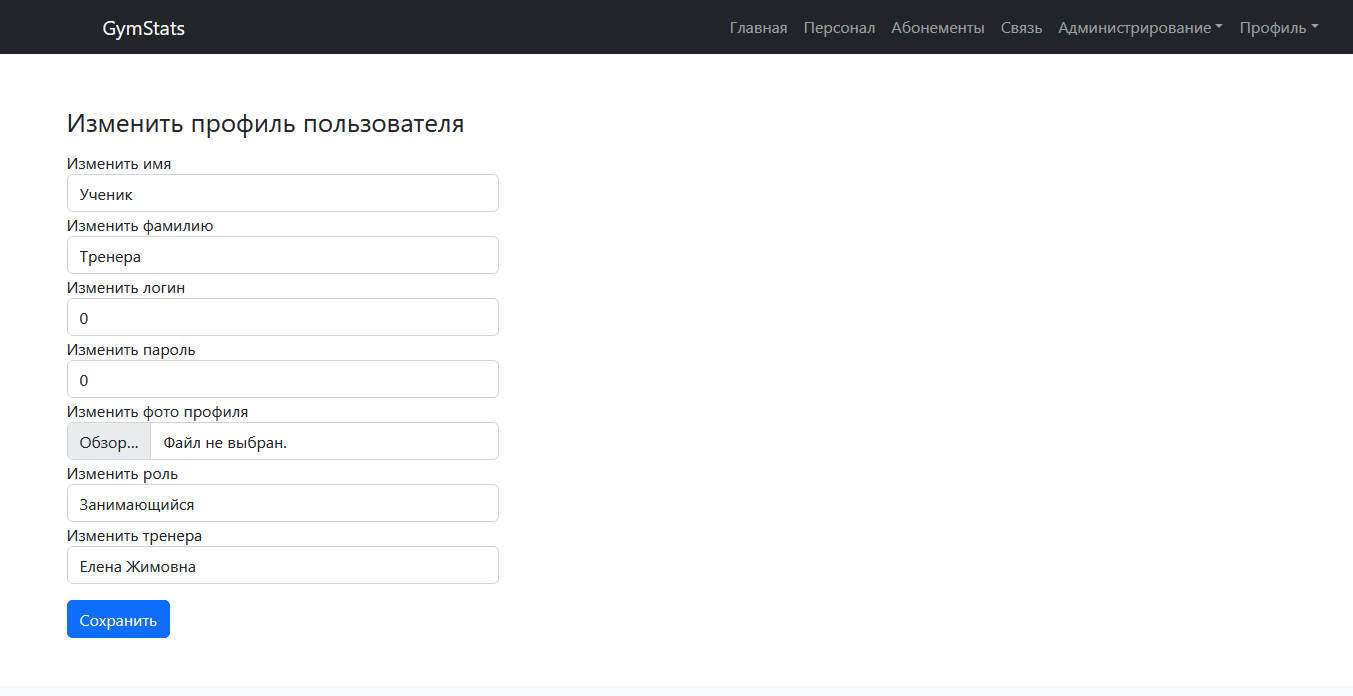 GymStats Главная Персонал Абонементы Связь Администрирование Профиль
Изменить профиль пользователя
Изменить имя
Ученик
Изменить фамилию
Тренера
Изменить логин
0
Изменить пароль
0
Изменить фото профиля
Обзор... Файл не выбран.
Изменить роль
Занимающийся
Изменить тренера
Елена Жимовна
Сохранить